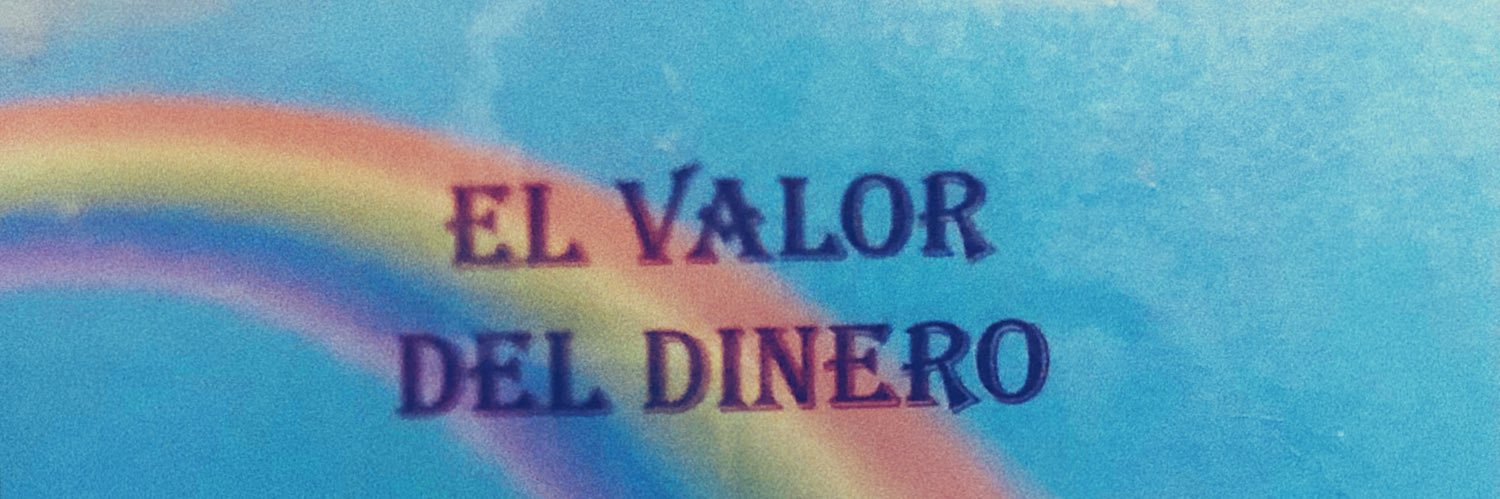 EL VALOR
DEL DINERO